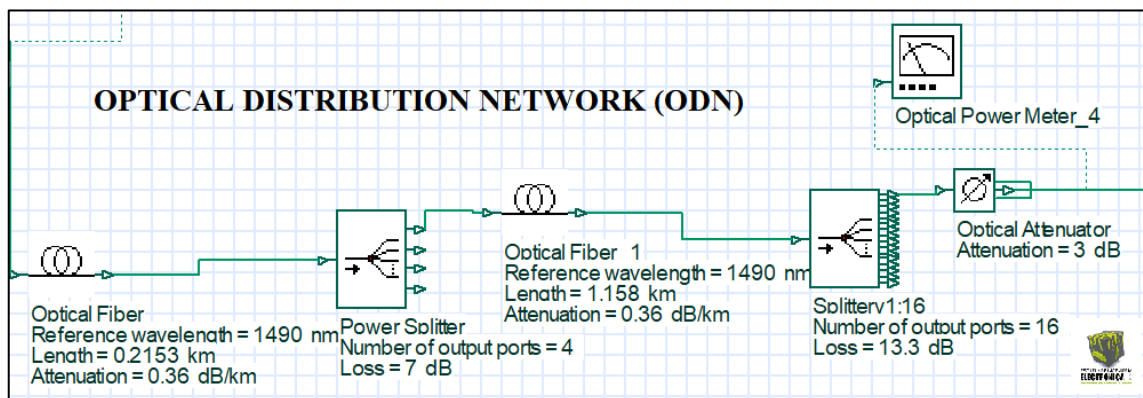 OPTICAL DISTRIBUTION NETWORK (ODN)
Optical Power Meter_4
Optical Fiber
Reference wavelength = 1490 nm
Length = 0.2153 km
Attenuation = 0.36 dB/km
Power Splitter
Number of output ports = 4
Loss = 7 dB
Optical Fiber_1
Reference wavelength = 1490 nm
Length = 1.158 km
Attenuation = 0.36 dB/km
Splitterv1:16
Number of output ports = 16
Loss = 13.3 dB
Optical Attenuator
Attenuation = 3 dB
ELECTRONICA